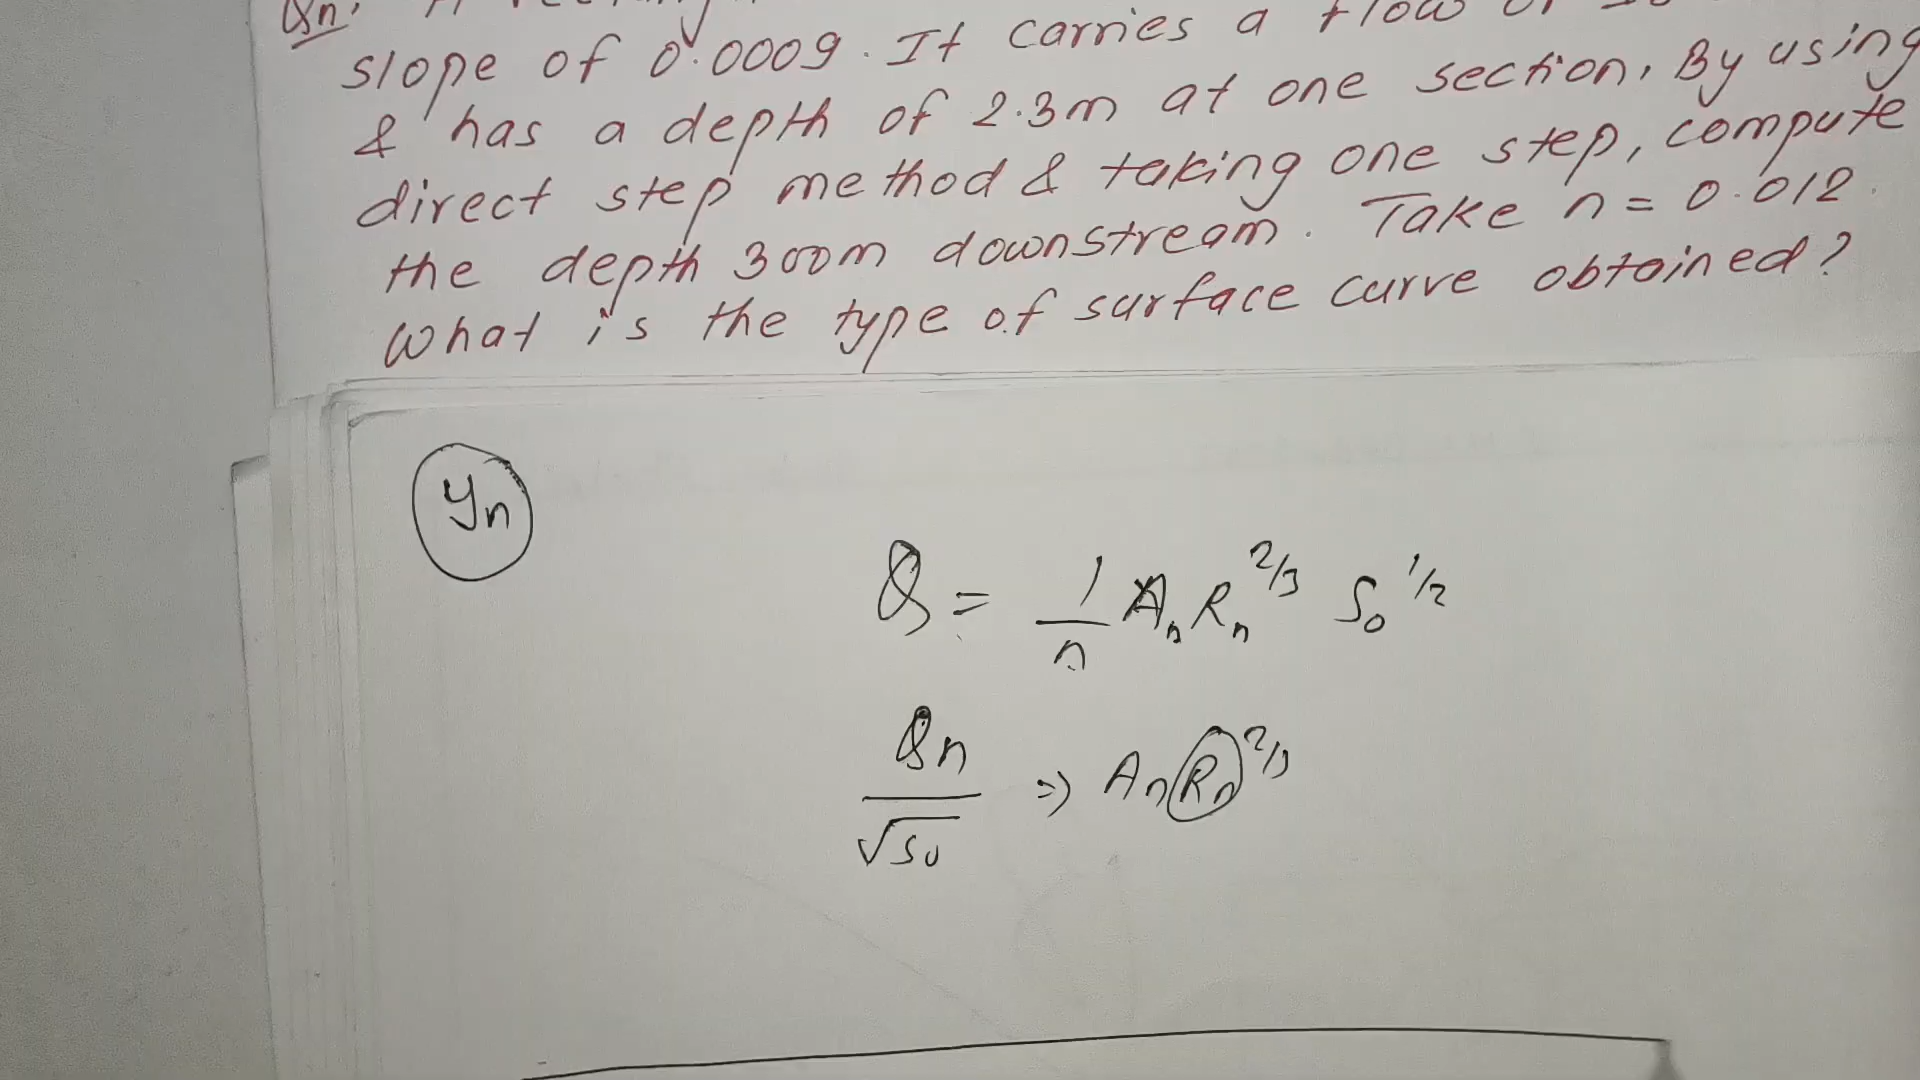 Qn:
slope of 0.0009. It carries a flow
& has a depth of 2.3m at one section. By using
direct step method & taking one step, compute
the depth 300m downstream. Take n = 0.012.
What is the type of surface curve obtained?
Yn
Q = 1/n An Rn^2/3 So^1/2
Qn/√So => An Rn^2/3